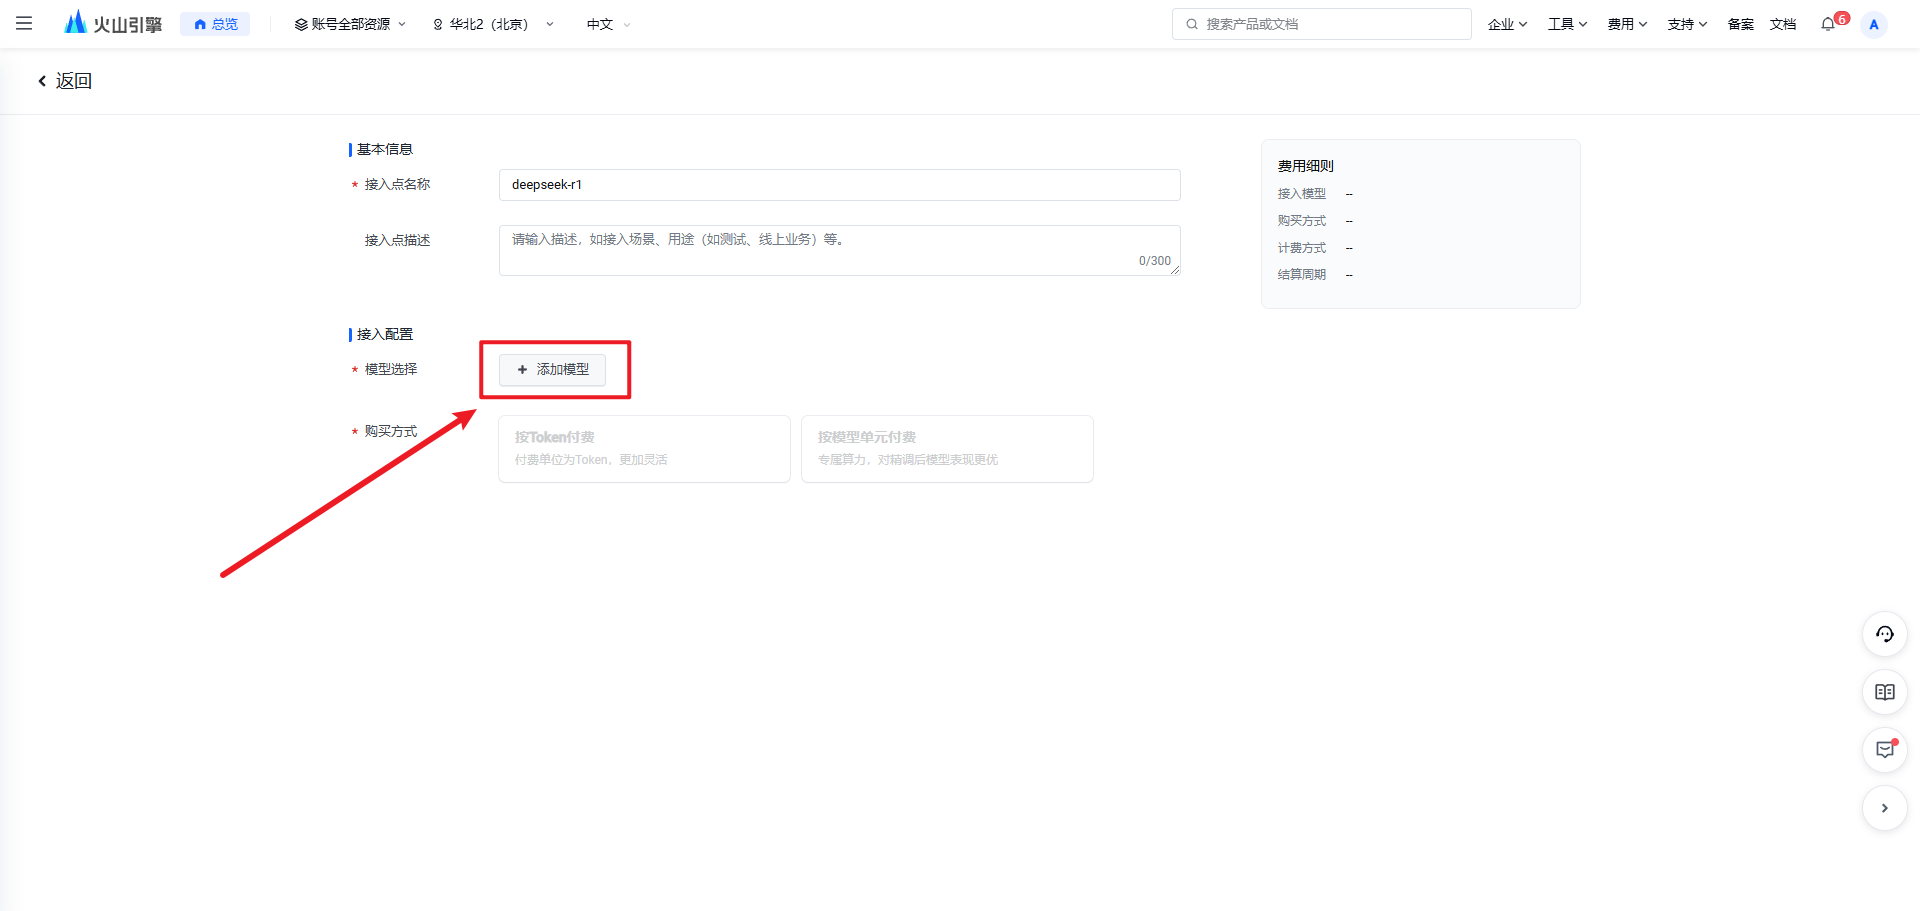 火山引擎 总览 账号全部资源 华北2（北京） 中文 搜索产品或文档 企业 工具 费用 支持 备案 文档 6 A
返回
基本信息
* 接入点名称 deepseek-r1
接入点描述 请输入描述，如接入场景、用途（如测试、线上业务）等。
0/300
接入配置
* 模型选择 + 添加模型
* 购买方式
按Token付费
付费单位为Token，更加灵活
按模型单元付费
专属算力，对精调后模型表现更优
费用细则
接入模型 --
购买方式 --
计费方式 --
结算周期 --